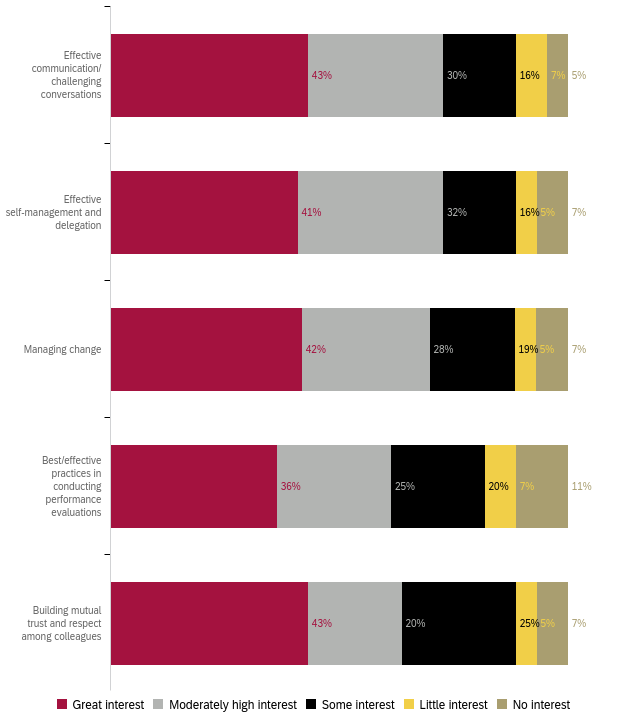 Effective
communication/
challenging
conversations
43% 30% 16% 7% 5%
Effective
self-management and
delegation
41% 32% 16% 5% 7%
Managing change
42% 28% 19% 5% 7%
Best/effective
practices in
conducting
performance
evaluations
36% 25% 20% 7% 11%
Building mutual
trust and respect
among colleagues
43% 20% 25% 5% 7%
Great interest Moderately high interest Some interest Little interest No interest